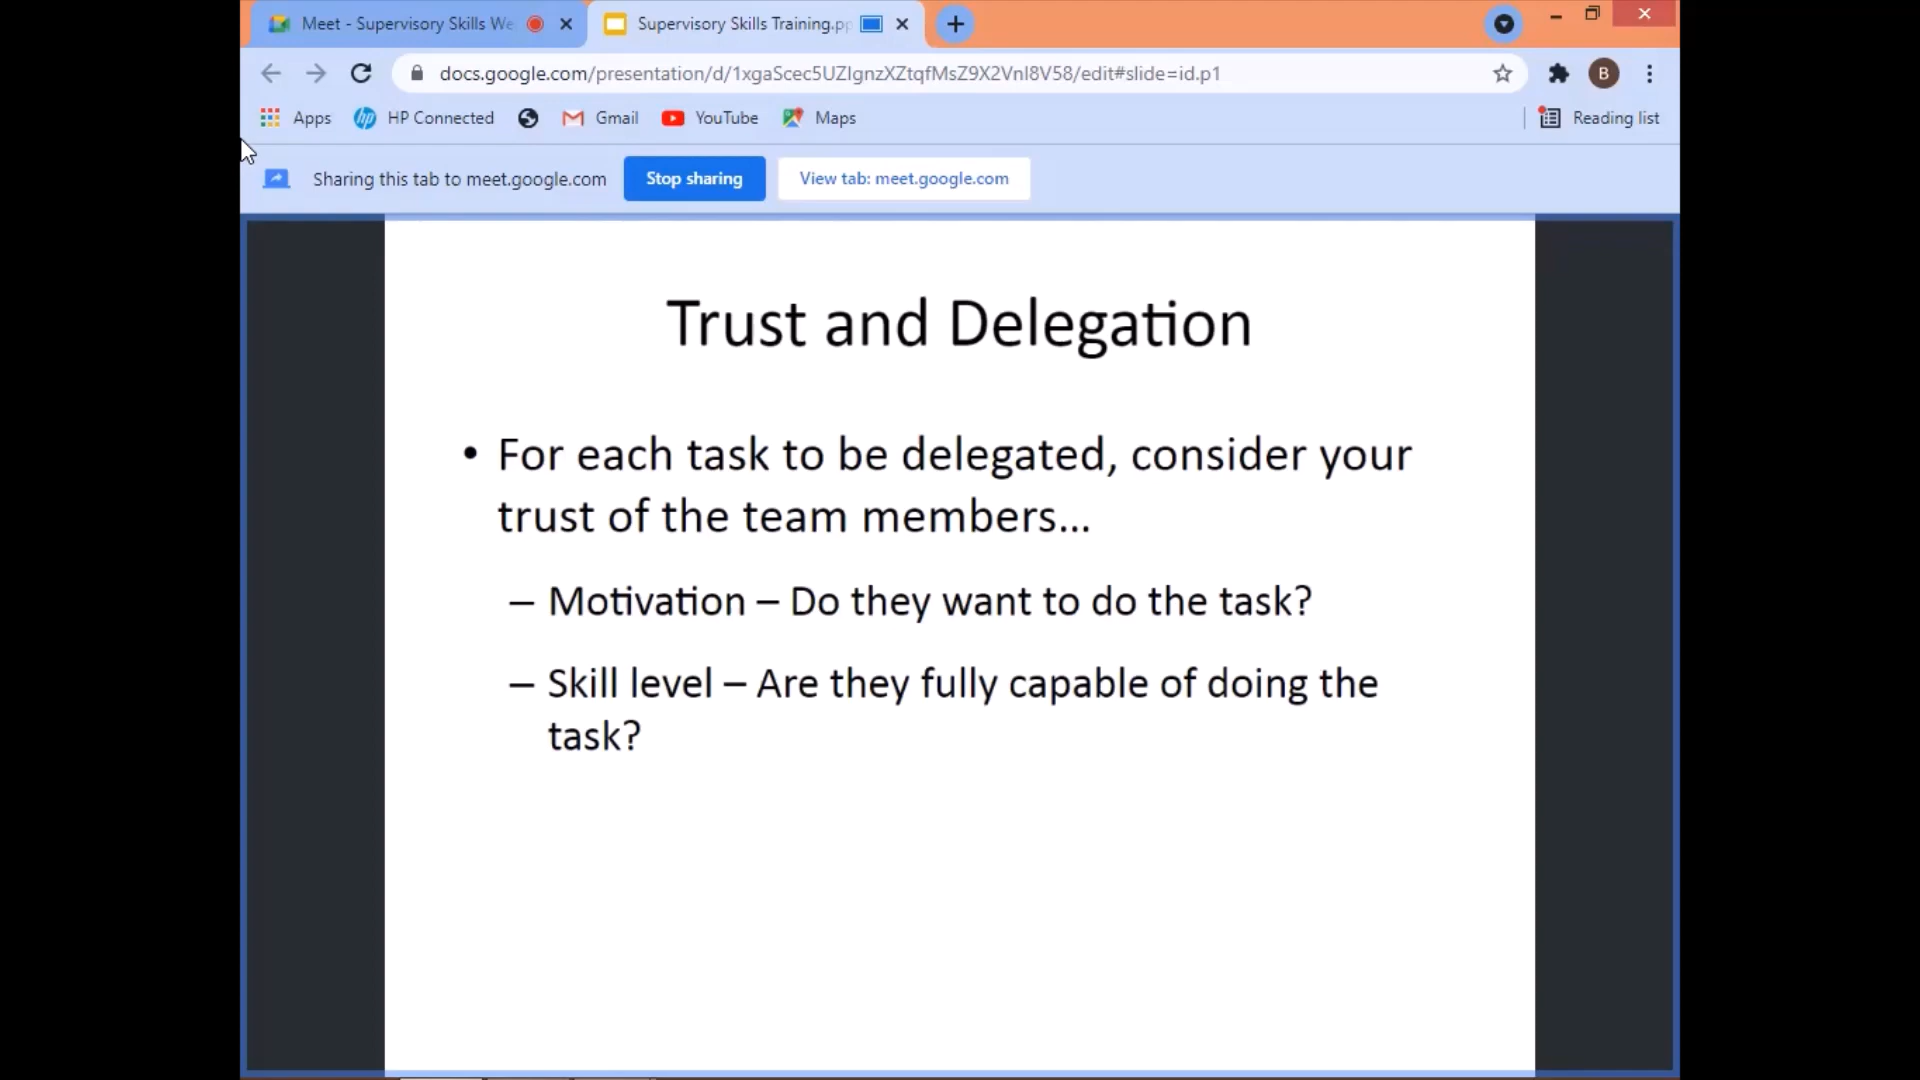 Meet - Supervisory Skills We
Supervisory Skills Training.pp
docs.google.com/presentation/d/1xgaScec5UZIgnzXZtqfMsZ9X2Vnl8V58/edit#slide=id.p1
B
Apps
hp
HP Connected
Gmail
YouTube
Maps
Reading list
Sharing this tab to meet.google.com
Stop sharing
View tab: meet.google.com
Trust and Delegation
• For each task to be delegated, consider your
trust of the team members...
– Motivation – Do they want to do the task?
– Skill level – Are they fully capable of doing the
task?